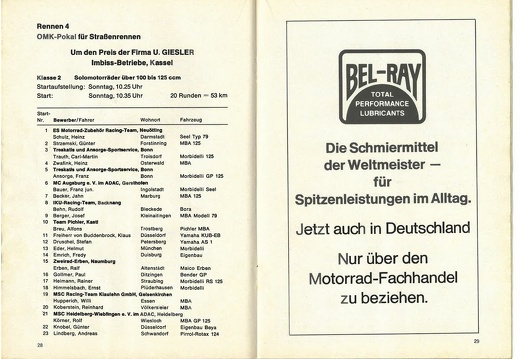 Rennen 4
OMK-Pokal für Straßenrennen
Um den Preis der Firma U. GIESLER
Imbiss-Betriebe, Kassel
Klasse 2 Solomotorräder über 100 bis 125 ccm
Startaufstellung: Sonntag, 10.25 Uhr
Start: Sonntag, 10.35 Uhr 20 Runden = 53 km
Start-
Nr. Bewerber/Fahrer Wohnort Fahrzeug
1 ES Motorrad-Zubehör Racing-Team, Neuötting
Schulz, Heinz Darmstadt Seel Typ 79
2 Strzemski, Günter Forstinning MBA 125
3 Treskatis und Ansorge-Sportservice, Bonn
Trauth, Carl-Martin Troisdorf Morbidelli 125
4 Zwafink, Heinz Osterwald MBA
5 Treskatis und Ansorge-Sportservice, Bonn
Ansorge, Franz Morbidelli GP 125
6 MC Augsburg e. V. im ADAC, Gersthofen
Bauer, Franz jun. Ingolstadt Morbidelli Seel
7 Becker, Jahn Marburg MBA 125
8 IKU-Racing-Team, Backnang
Bahn, Rudolf Bleckede Bora
9 Berger, Josef MBA Modell 79
10 Team Pichler, Kastl
Breu, Alfons Trostberg Pichler MBA
11 Freiherr von Buddenbrock, Klaus Düsseldorf Yamaha KUB-EB
12 Dryschel, Stefan Petersberg Yamaha AS 1
13 Eder, Helmut München Morbidelli
14 Emrich, Fredy Duisburg Eigenbau
15 Zweirad-Erben, Naumburg
Erben, Ralf Altenstädt Maico Erben
16 Gollmer, Paul Ditzingen Bender GP
17 Heimann, Rainer Straubing Morbidelli RS 125
18 Himmelsbach, Ernst Plüderhausen Morbidelli
19 MSC Racing-Team Klaulehn GmbH, Gelsenkirchen
Hupperich, Willi Essen MBA
20 Koberstein, Reinhard Völkersleier MBA
21 MSC Heidelberg-Wieblingen e. V. im ADAC, Heidelberg
Körner, Rolf Wiesloch MBA GP 125
22 Knobel, Günter Düsseldorf Eigenbau Beya
23 Lindberg, Andreas Schwandorf Pirrol-Rotax 124
28
BEL-RAY
TOTAL
PERFORMANCE
LUBRICANTS
Die Schmiermittel
der Weltmeister —
für
Spitzenleistungen im Alltag.
Jetzt auch in Deutschland
Nur über den
Motorrad-Fachhandel
zu beziehen.
29